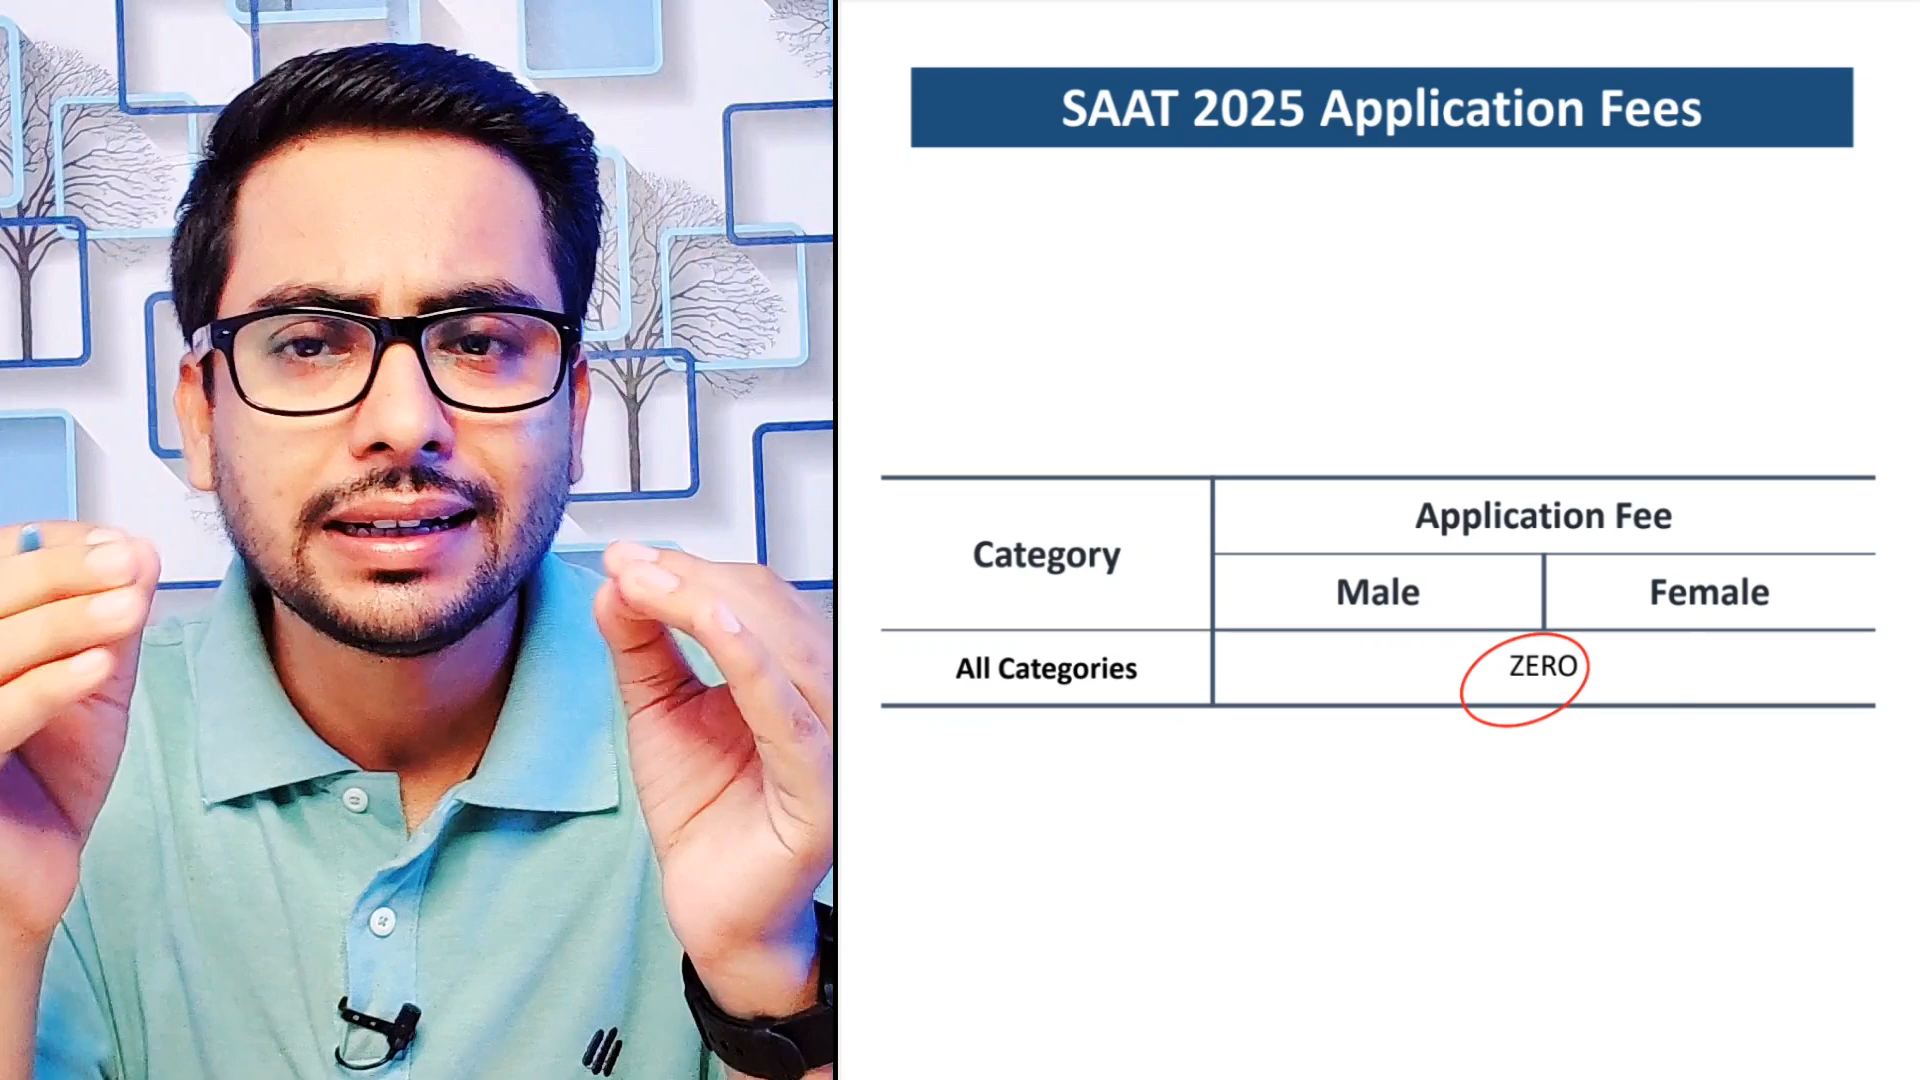 SAAT 2025 Application Fees
Category
Application Fee
Male
Female
All Categories
ZERO